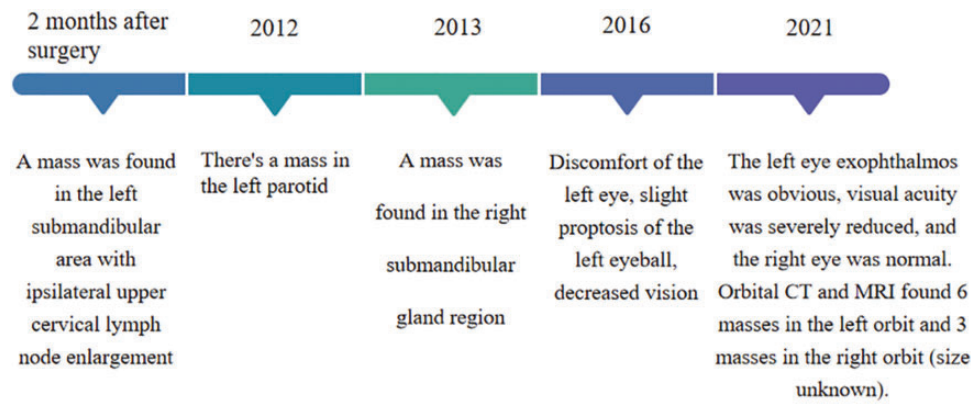 2 months after
surgery
2012
2013
2016
2021
A mass was found
in the left
submandibular
area with
ipsilateral upper
cervical lymph
node enlargement
There's a mass in
the left parotid
A mass was
found in the right
submandibular
gland region
Discomfort of the
left eye, slight
proptosis of the
left eyeball,
decreased vision
The left eye exophthalmos
was obvious, visual acuity
was severely reduced, and
the right eye was normal.
Orbital CT and MRI found 6
masses in the left orbit and 3
masses in the right orbit (size
unknown).